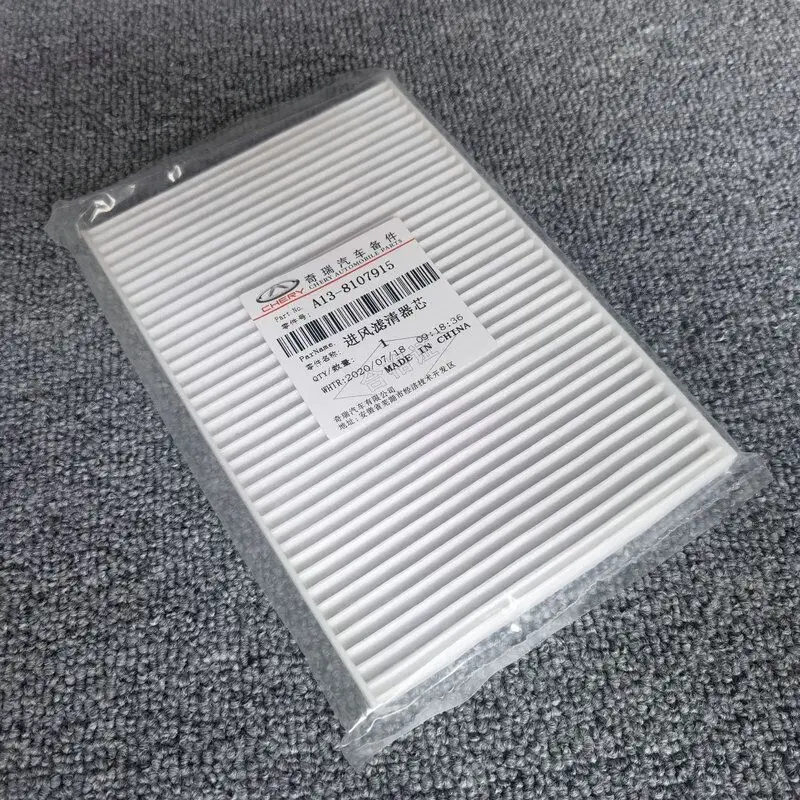 奇瑞汽车备件
CHERY CHERY AUTOMOBILE PARTS
Part No. A13-8107915
零件号:
ParName. 进风滤清器芯
零件名称:
QTY/数量: 1
WHTR:2020/07/18 09:18:36
MADE IN CHINA
奇瑞汽车有限公司
地址:安徽省芜湖市经济技术开发区